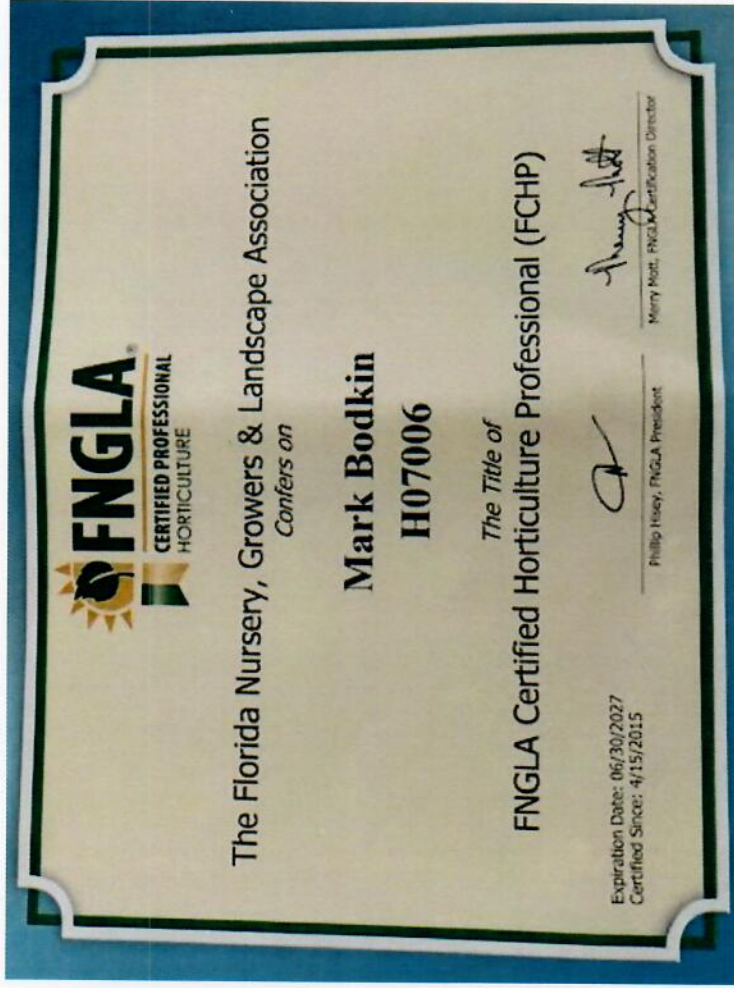 FNGLA®
CERTIFIED PROFESSIONAL
HORTICULTURE
The Florida Nursery, Growers & Landscape Association
Confers on
Mark Bodkin
H07006
The Title of
FNGLA Certified Horticulture Professional (FCHP)
Expiration Date: 06/30/2027
Certified Since: 4/15/2015
Phillip Hisey, FNGLA President
Merry Mott, FNGLA Certification Director